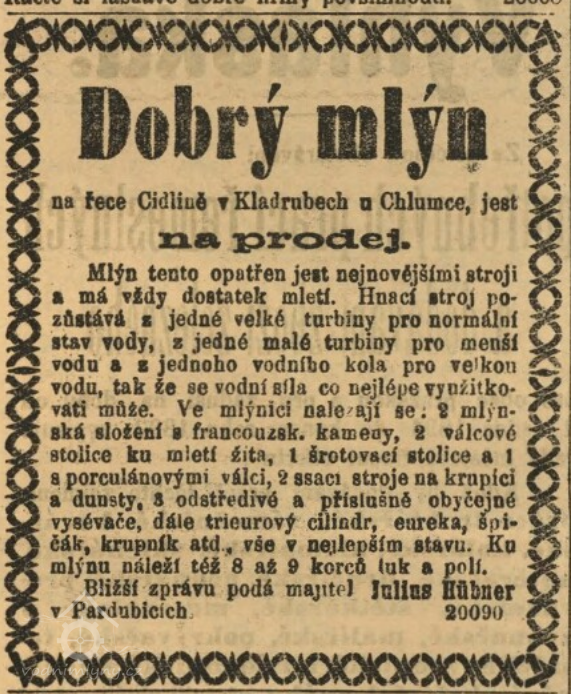 Dobrý mlýn
na řece Cidlině v Kladrubech u Chlumce, jest
na prodej.
Mlýn tento opatřen jest nejnovějšími stroji
a má vždy dostatek mletí. Hnací stroj po-
zůstává z jedné velké turbiny pro normální
stav vody, z jedné malé turbiny pro menší
vodu a z jednoho vodního kola pro velkou
vodu, tak že se vodní síla co nejlépe využitko-
vati může. Ve mlýnici nalezají se: 2 mlýn-
ská složení s francouzsk. kameny, 2 válcové
stolice ku mletí žita, 1 šrotovací stolice a 1
s porculánovými válci, 2 ssací stroje na krupici
a dunsty, 3 odstředivé a příslušné obyčejné
vysévače, dále trieurový cilindr, eureka, špi-
čák, krupník atd., vše v nejlepším stavu. Ku
mlýnu náleží též 8 až 9 korců luk a polí.
Bližší zprávu podá majitel Julius Hübner
v Pardubicích. 20090
vodnimlyny.cz